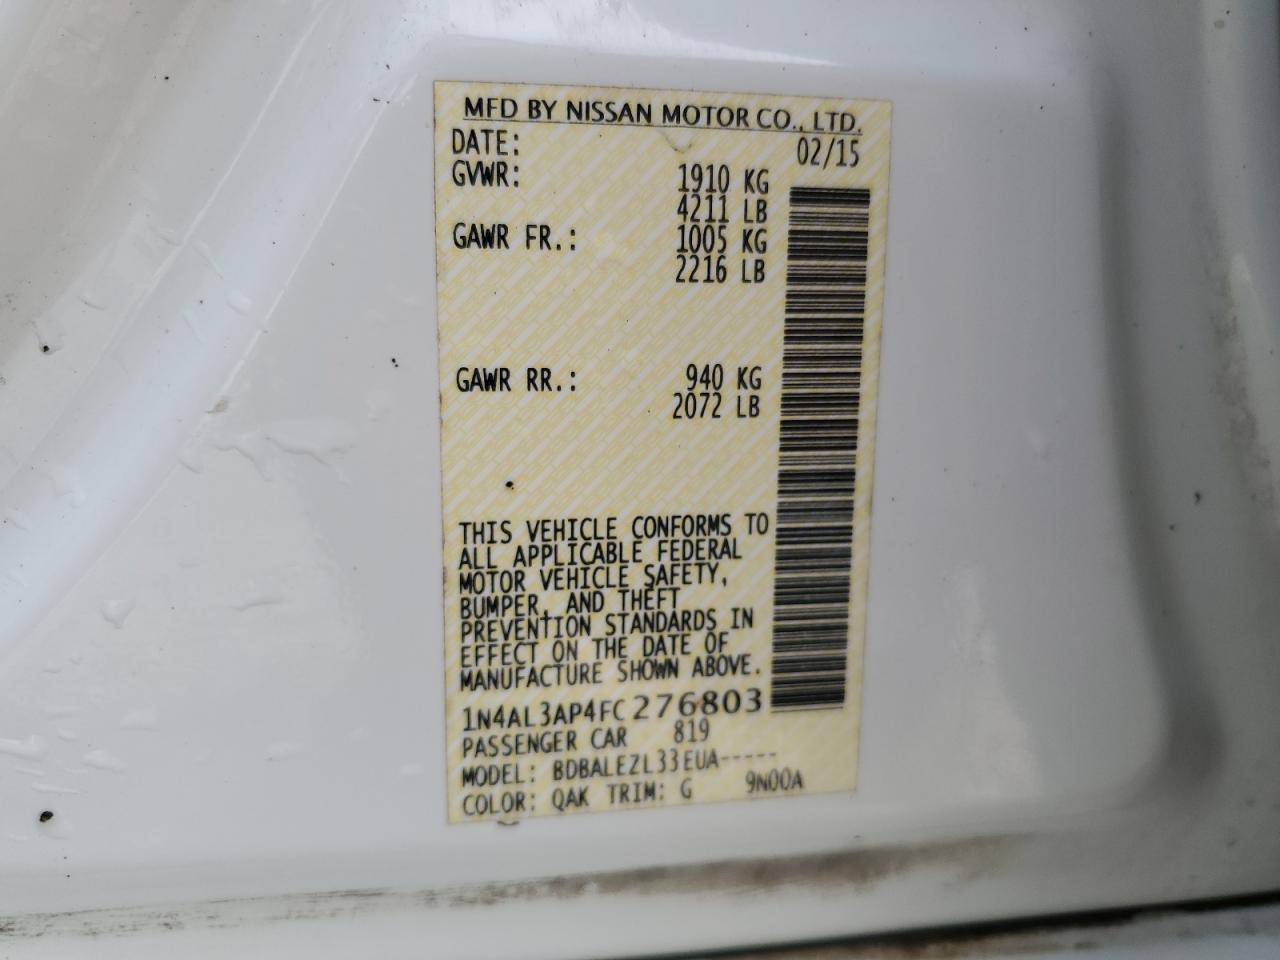 MFD BY NISSAN MOTOR CO., LTD.
DATE: 02/15
GVWR: 1910 KG
4211 LB
GAWR FR.: 1005 KG
2216 LB
GAWR RR.: 940 KG
2072 LB
THIS VEHICLE CONFORMS TO
ALL APPLICABLE FEDERAL
MOTOR VEHICLE SAFETY,
BUMPER, AND THEFT
PREVENTION STANDARDS IN
EFFECT ON THE DATE OF
MANUFACTURE SHOWN ABOVE.
1N4AL3AP4FC276803
PASSENGER CAR 819
MODEL: BDBALEZL33EUA-----
COLOR: QAK TRIM: G 9N00A